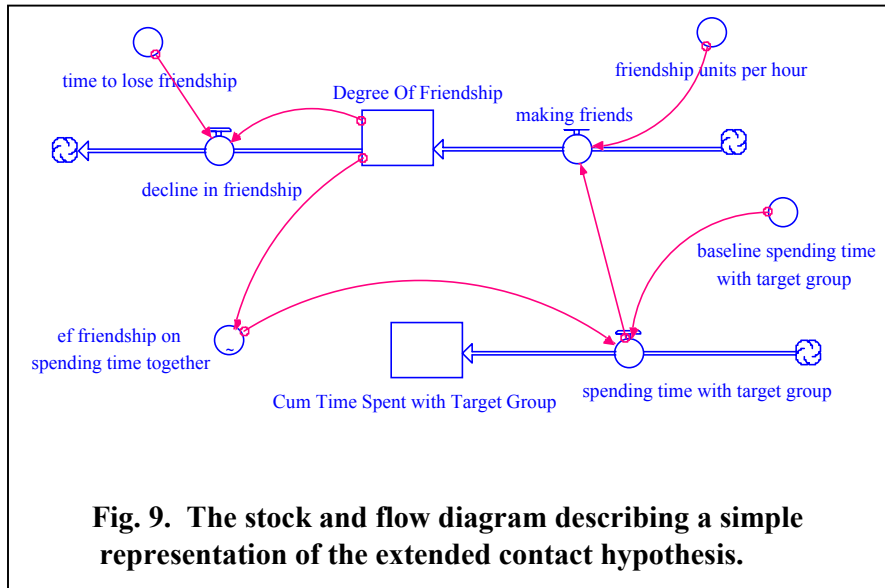 time to lose friendship
friendship units per hour
Degree Of Friendship
making friends
decline in friendship
baseline spending time
with target group
ef friendship on
spending time together
~
Cum Time Spent with Target Group
spending time with target group
Fig. 9. The stock and flow diagram describing a simple
representation of the extended contact hypothesis.